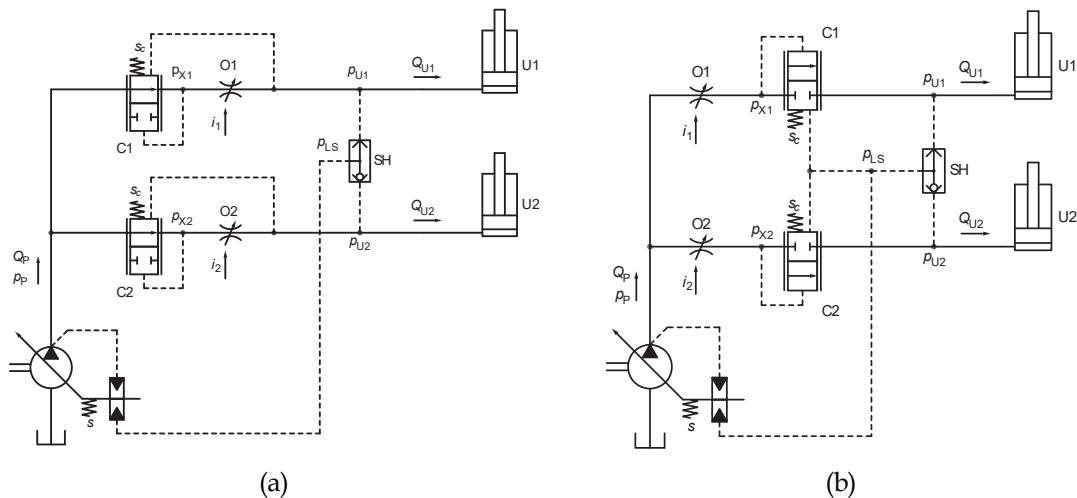 s_c
p_X1
O1
p_U1
Q_U1
U1
i_1
C1
p_LS
SH
s_c
p_X2
O2
Q_U2
U2
p_U2
i_2
Q_P
p_P
C2
s
(a)
C1
O1
p_U1
Q_U1
U1
p_X1
i_1
s_c
p_LS
SH
s_c
p_X2
O2
Q_U2
U2
p_U2
i_2
Q_P
p_P
C2
s
(b)